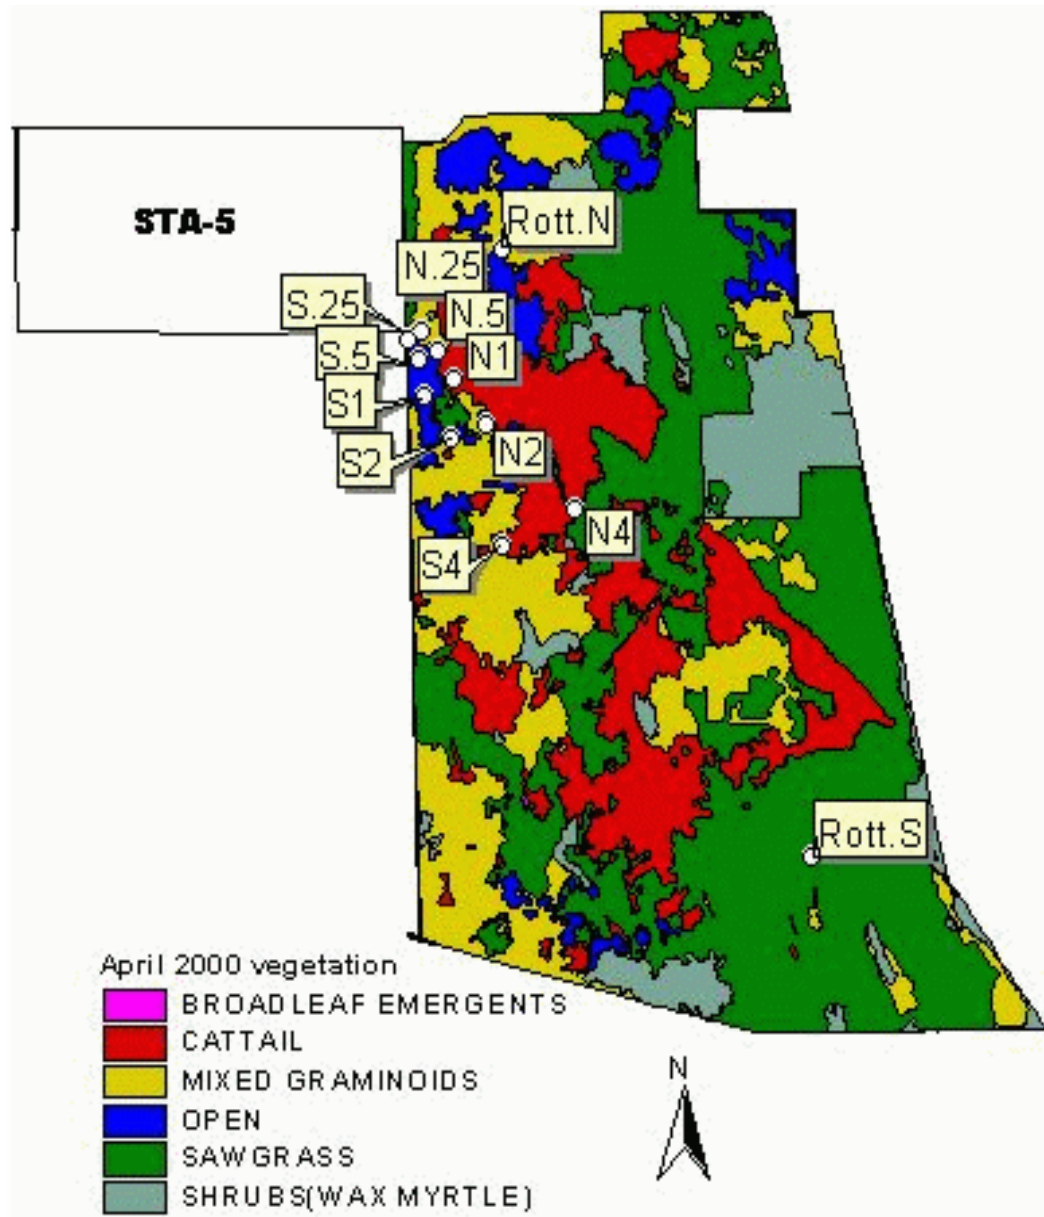 STA-5
Rott.N
N.25
S.25
N.5
S.5
N1
S1
S2
N2
N4
S4
Rott.S
April 2000 vegetation
BROADLEAF EMERGENTS
CATTAIL
MIXED GRAMINOIDS
OPEN
SAWGRASS
SHRUBS(WAX MYRTLE)
N